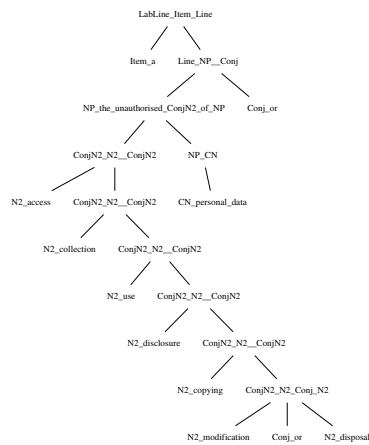 LabLine_Item_Line
Item_a Line_NP__Conj
NP_the_unauthorised_ConjN2_of_NP Conj_or
ConjN2_N2__ConjN2 NP_CN
N2_access ConjN2_N2__ConjN2 CN_personal_data
N2_collection ConjN2_N2__ConjN2
N2_use ConjN2_N2__ConjN2
N2_disclosure ConjN2_N2__ConjN2
N2_copying ConjN2_N2_Conj_N2
N2_modification Conj_or N2_disposal